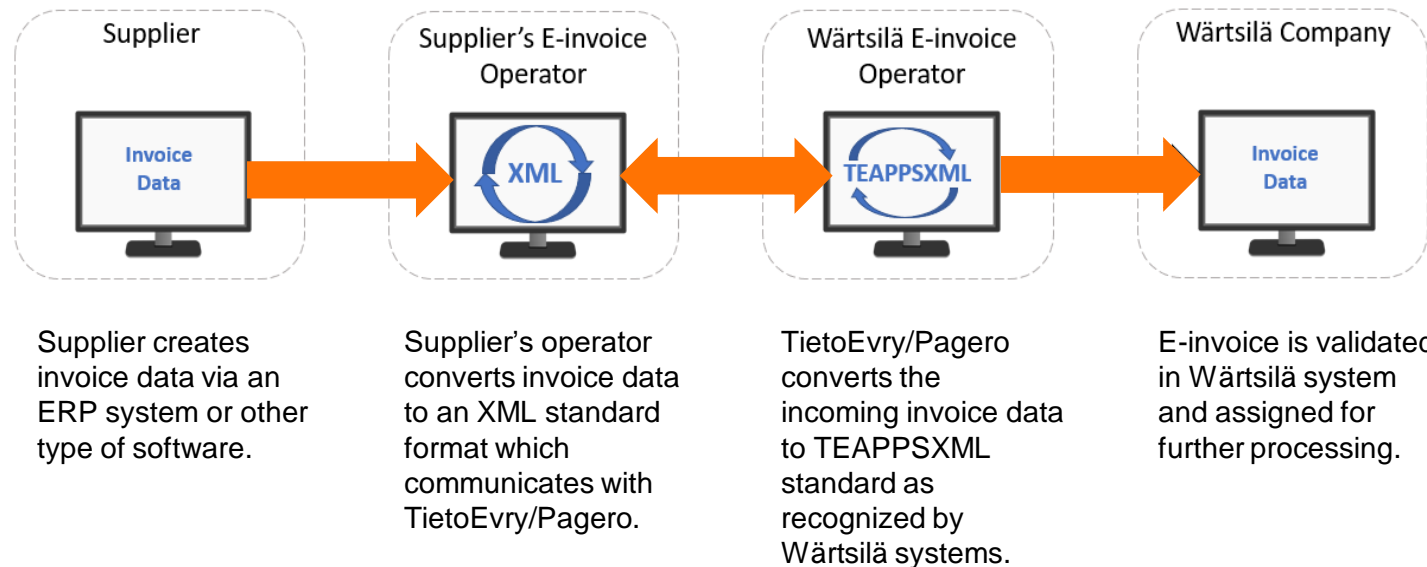 Supplier
Invoice
Data
Supplier creates
invoice data via an
ERP system or other
type of software.
Supplier’s E-invoice
Operator
XML
Supplier’s operator
converts invoice data
to an XML standard
format which
communicates with
TietoEvry/Pagero.
Wärtsilä E-invoice
Operator
TEAPPSXML
TietoEvry/Pagero
converts the
incoming invoice data
to TEAPPSXML
standard as
recognized by
Wärtsilä systems.
Wärtsilä Company
Invoice
Data
E-invoice is validated
in Wärtsilä system
and assigned for
further processing.